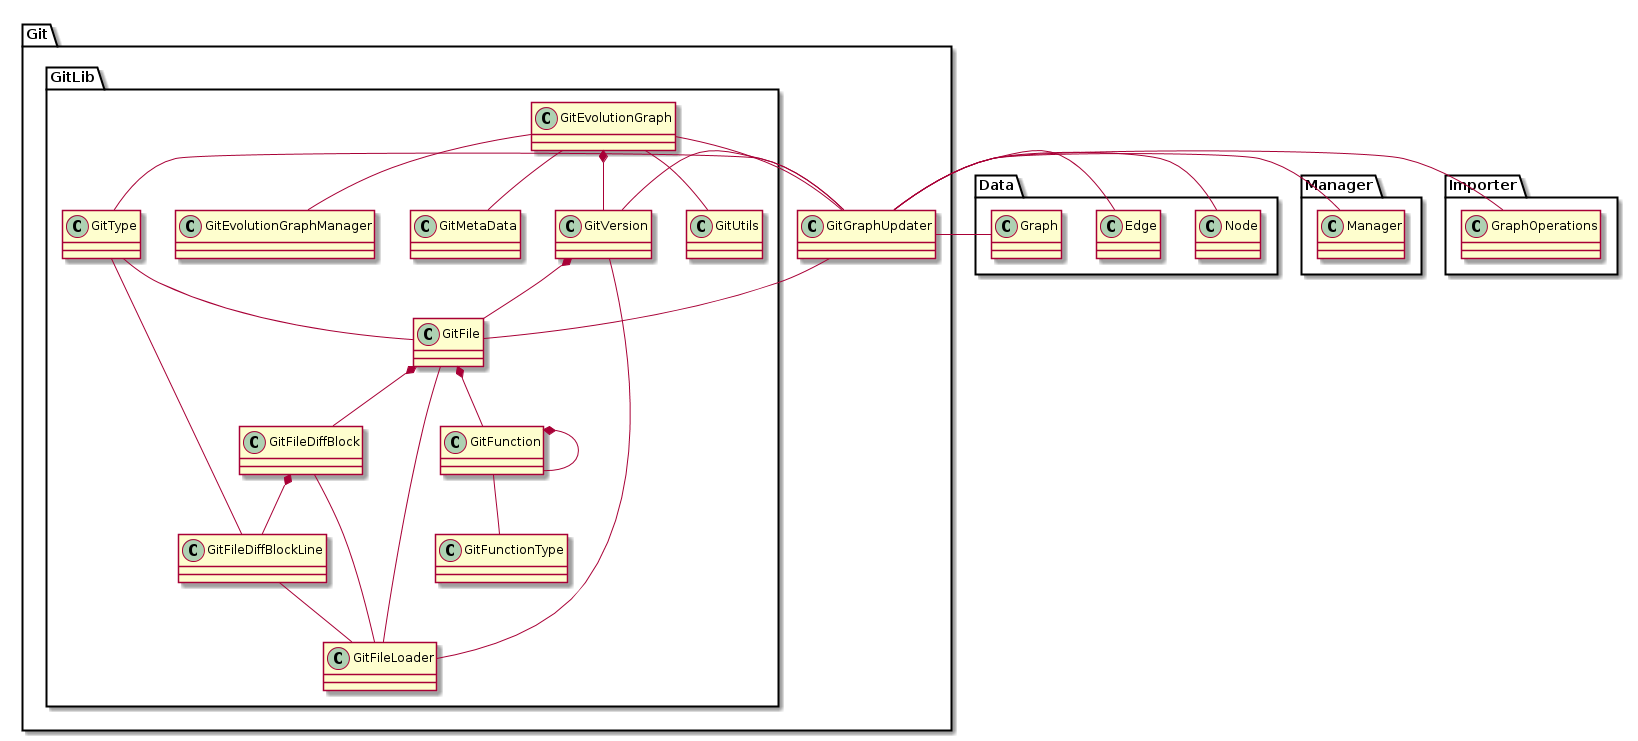 Git
GitLib
C GitEvolutionGraph
Data
Manager
Importer
C GitType
C GitEvolutionGraphManager
C GitMetaData
C GitVersion
C GitUtils
C GitGraphUpdater
C Graph
C Edge
C Node
C Manager
C GraphOperations
C GitFile
C GitFileDiffBlock
C GitFunction
C GitFileDiffBlockLine
C GitFunctionType
C GitFileLoader